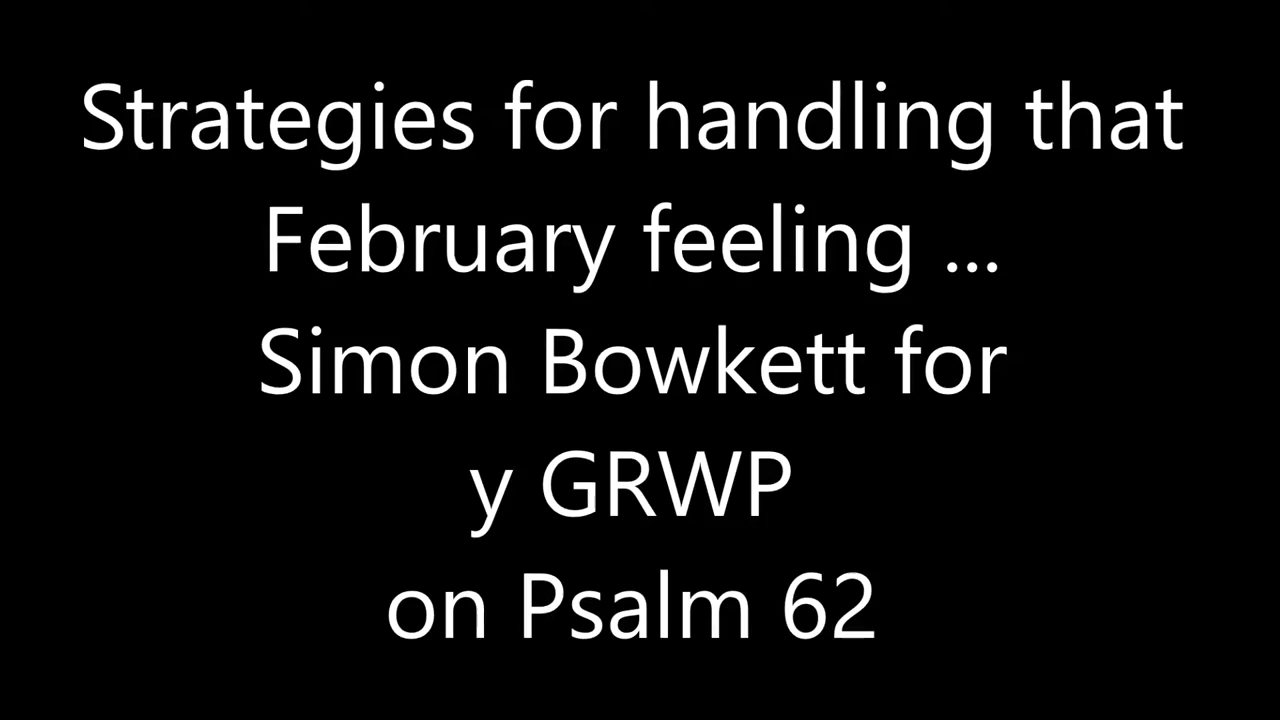 Strategies for handling that
February feeling ...
Simon Bowkett for
y GRWP
on Psalm 62